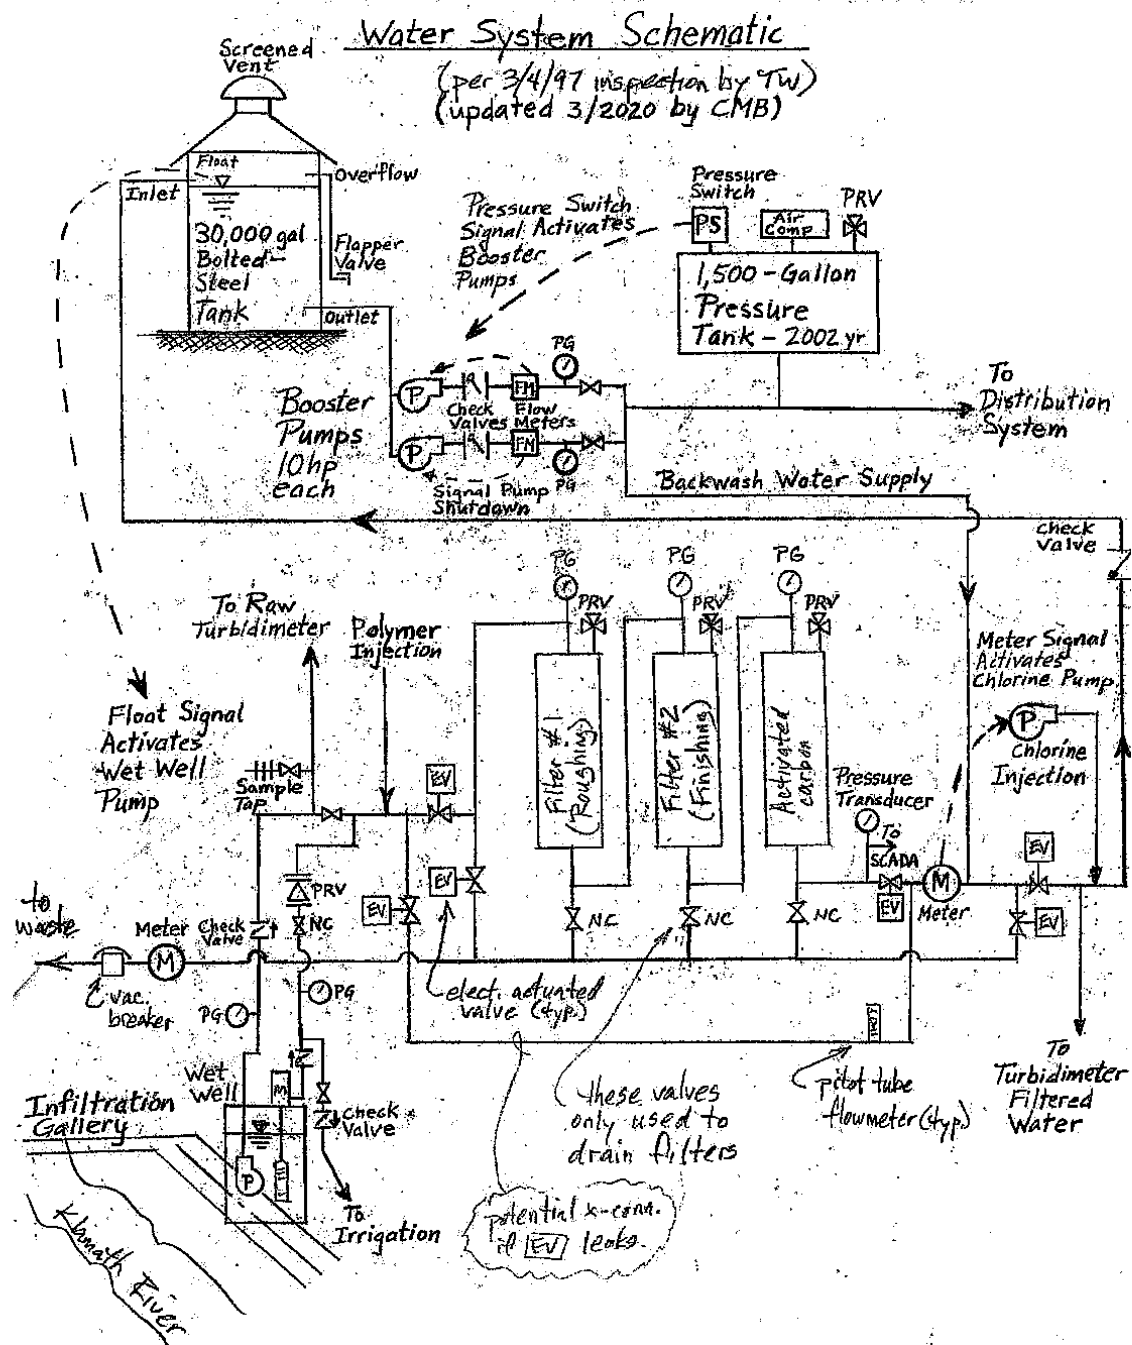 Water System Schematic
(per 3/4/97 inspection by TW)
(updated 3/2020 by CMB)
Screened
Vent
Float
Inlet
Overflow
30,000 gal
Bolted-
Steel
Tank
Flapper
Valve
Outlet
Pressure Switch
Signal Activates
Booster
Pumps
Pressure
Switch
PS
Air
Comp
PRV
1,500-Gallon
Pressure
Tank - 2002 yr
Booster
Pumps
10hp
each
P
FM
PG
Check
Valves
Flow
Meters
P
FM
PG
Signal Pump
Shutdown
To
Distribution
System
Backwash Water Supply
Check
Valve
To Raw
Turbidimeter
Polymer
Injection
PG
PRV
PG
PRV
PG
PRV
Filter #1
(Roughing)
Filter #2
(Finishing)
Activated
Carbon
Meter Signal
Activates
Chlorine Pump
P
Chlorine
Injection
Float Signal
Activates
Wet Well
Pump
Sample
Tap
EV
Pressure
Transducer
To
SCADA
EV
M
Meter
EV
EV
EV
EV
PRV
NC
NC
NC
NC
to
waste
Meter
M
Check
Valve
vac.
breaker
PG
PG
elect. actuated
valve (typ.)
Wet
Well
M
P
Check
Valve
To
Irrigation
Infiltration
Gallery
Klamath River
these valves
only used to
drain filters
pitot tube
flowmeter (typ.)
To
Turbidimeter
Filtered
Water
potential x-conn.
if EV leaks.